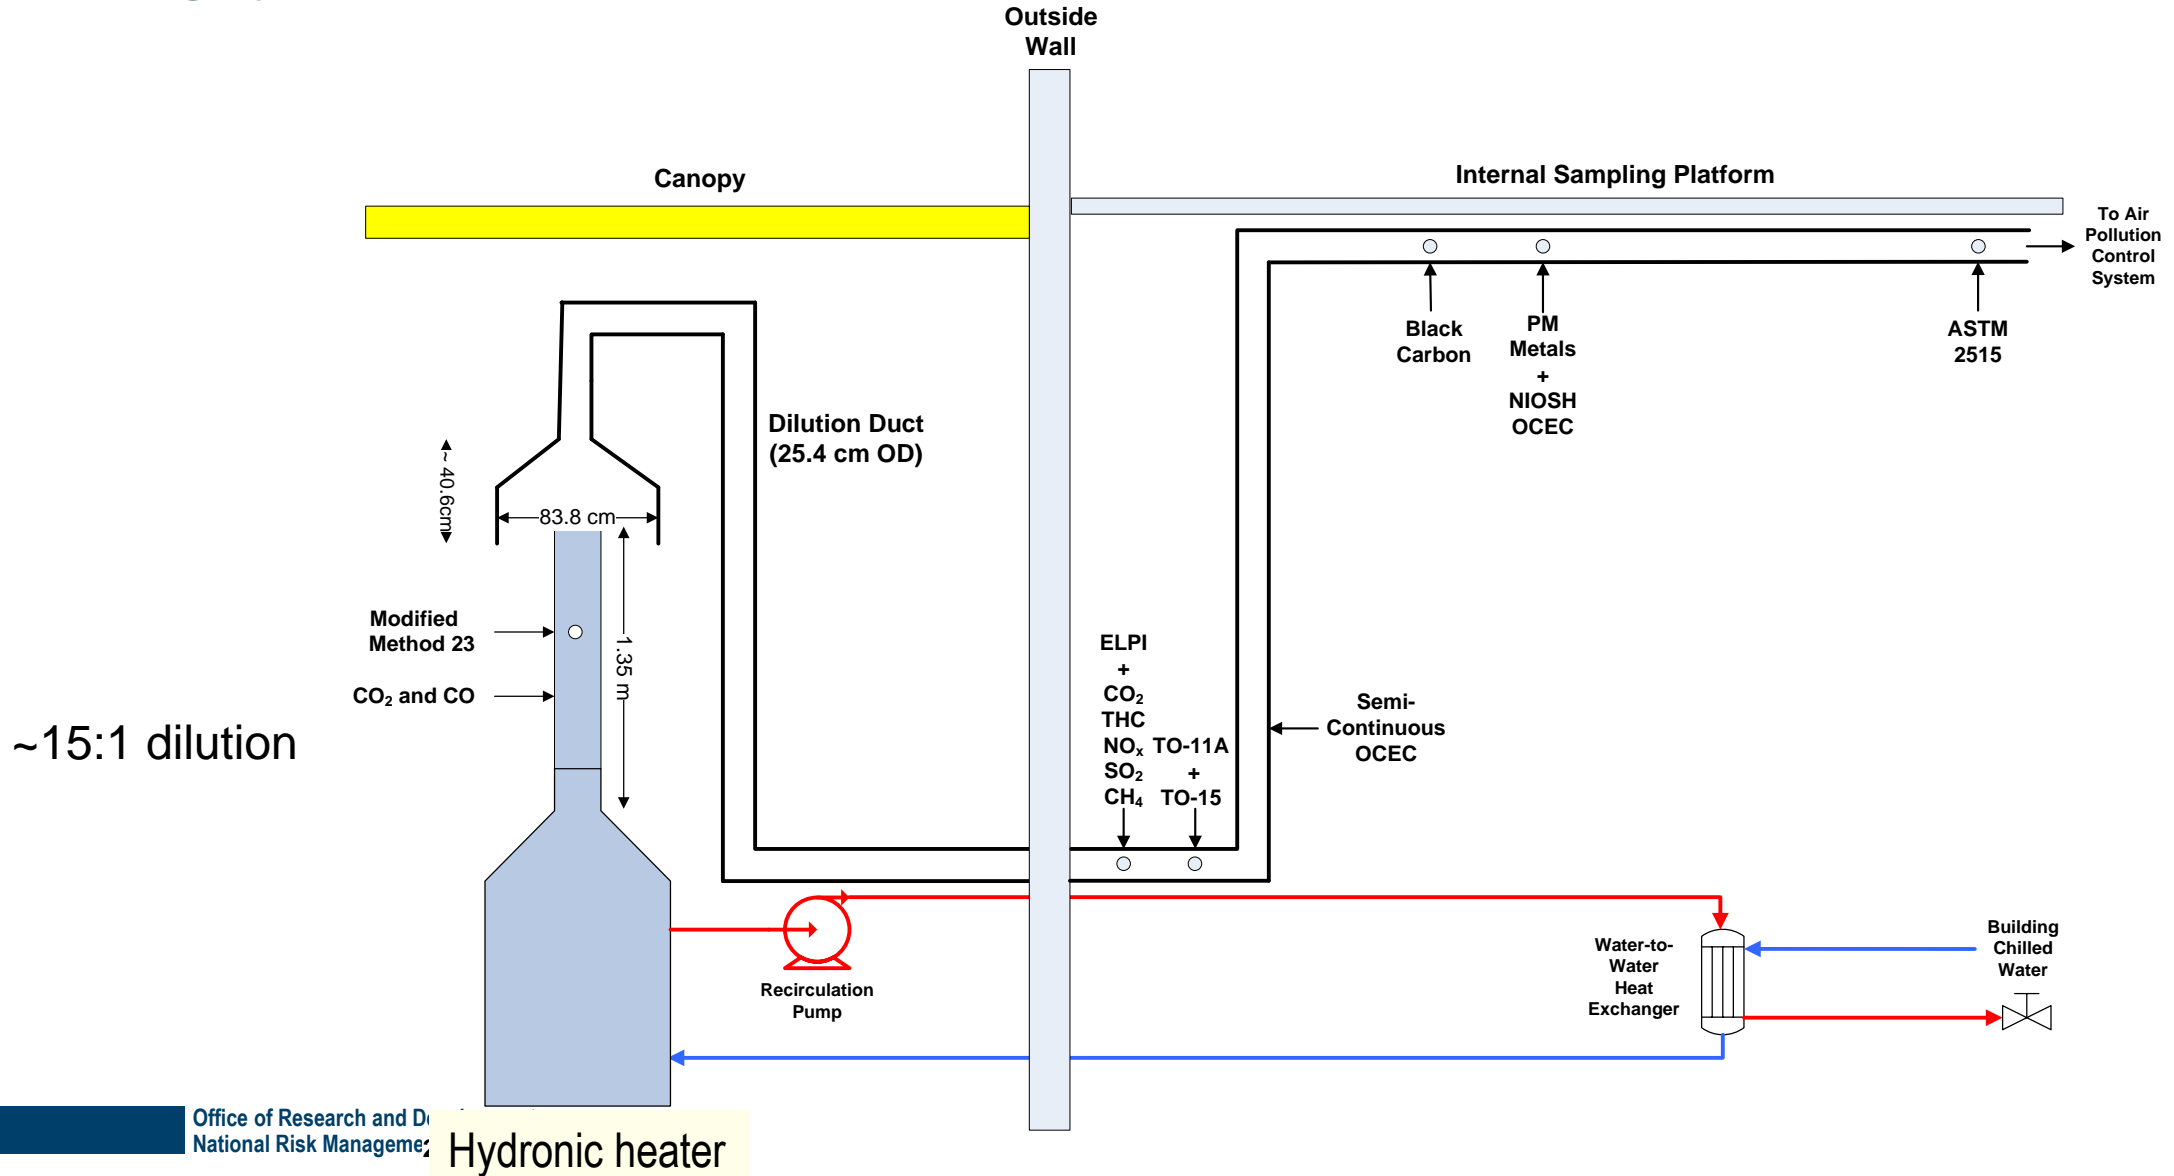 Outside
Wall
Canopy
Internal Sampling Platform
To Air
Pollution
Control
System
Black
Carbon
PM
Metals
+
NIOSH
OCEC
ASTM
2515
Dilution Duct
(25.4 cm OD)
~ 40.6cm
83.8 cm
Modified
Method 23
1.35 m
CO₂ and CO
~15:1 dilution
ELPI
+
CO₂
THC
NOₓ
SO₂
CH₄
TO-11A
+
TO-15
Semi-
Continuous
OCEC
Recirculation
Pump
Water-to-
Water
Heat
Exchanger
Building
Chilled
Water
Office of Research and
National Risk
Hydronic heater